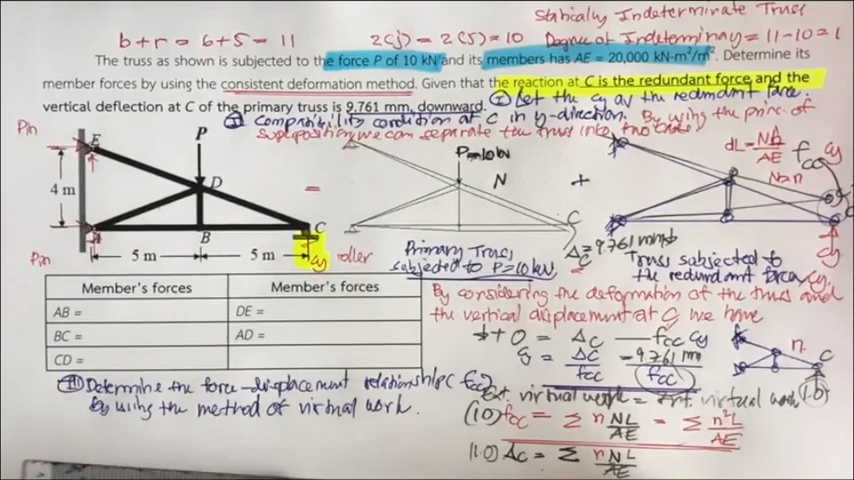 Statically Indeterminate Truss
b + r = 6 + 5 = 11
2(j) = 2(5) = 10
Degree of Indeterminacy = 11 - 10 = 1
The truss as shown is subjected to the force P of 10 kN and its members has AE = 20,000 kN-m²/m². Determine its
member forces by using the consistent deformation method. Given that the reaction at C is the redundant force and the
vertical deflection at C of the primary truss is 9.761 mm, downward.
I Let the Cy as the redundant force.
II Compatibility condition at C in y-direction. By using the princ. of
superposition we can separate the truss into two
Pin
E
4 m
P
D
A
B
C
5 m
5 m
Pin
Cy
roller
=
P=10kN
N
C
+
dL = NL
AE
N=n
fcc
Cy
Cy
Primary Truss
subjected to P=10kN
Δc=9.761 mm
Truss subjected to
the redundant force, Cy.
Member's forces
Member's forces
AB =
DE =
BC =
AD =
CD =
By considering the deformation of the truss and
the vertical displacement at C, we have
+ 0 = Δc - fcc Cy
Cy = Δc
fcc
= 9.761 mm
fcc
n
C
(1.0)
III Determine the force-displacement relationship (fcc)
by using the method of virtual work.
Ext. virtual work = Int. virtual work
(1.0) fcc = Σ n NL
AE
= Σ n²L
AE
(1.0) Δc = Σ n NL
AE